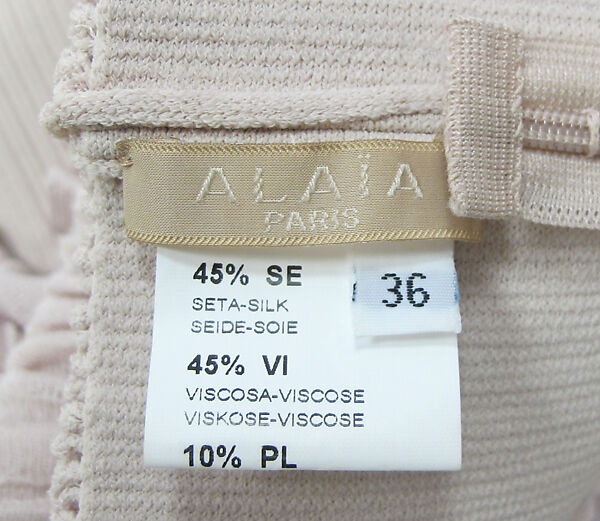 ALAÏA
PARIS
36
45% SE
SETA-SILK
SEIDE-SOIE
45% VI
VISCOSA-VISCOSE
VISKOSE-VISCOSE
10% PL